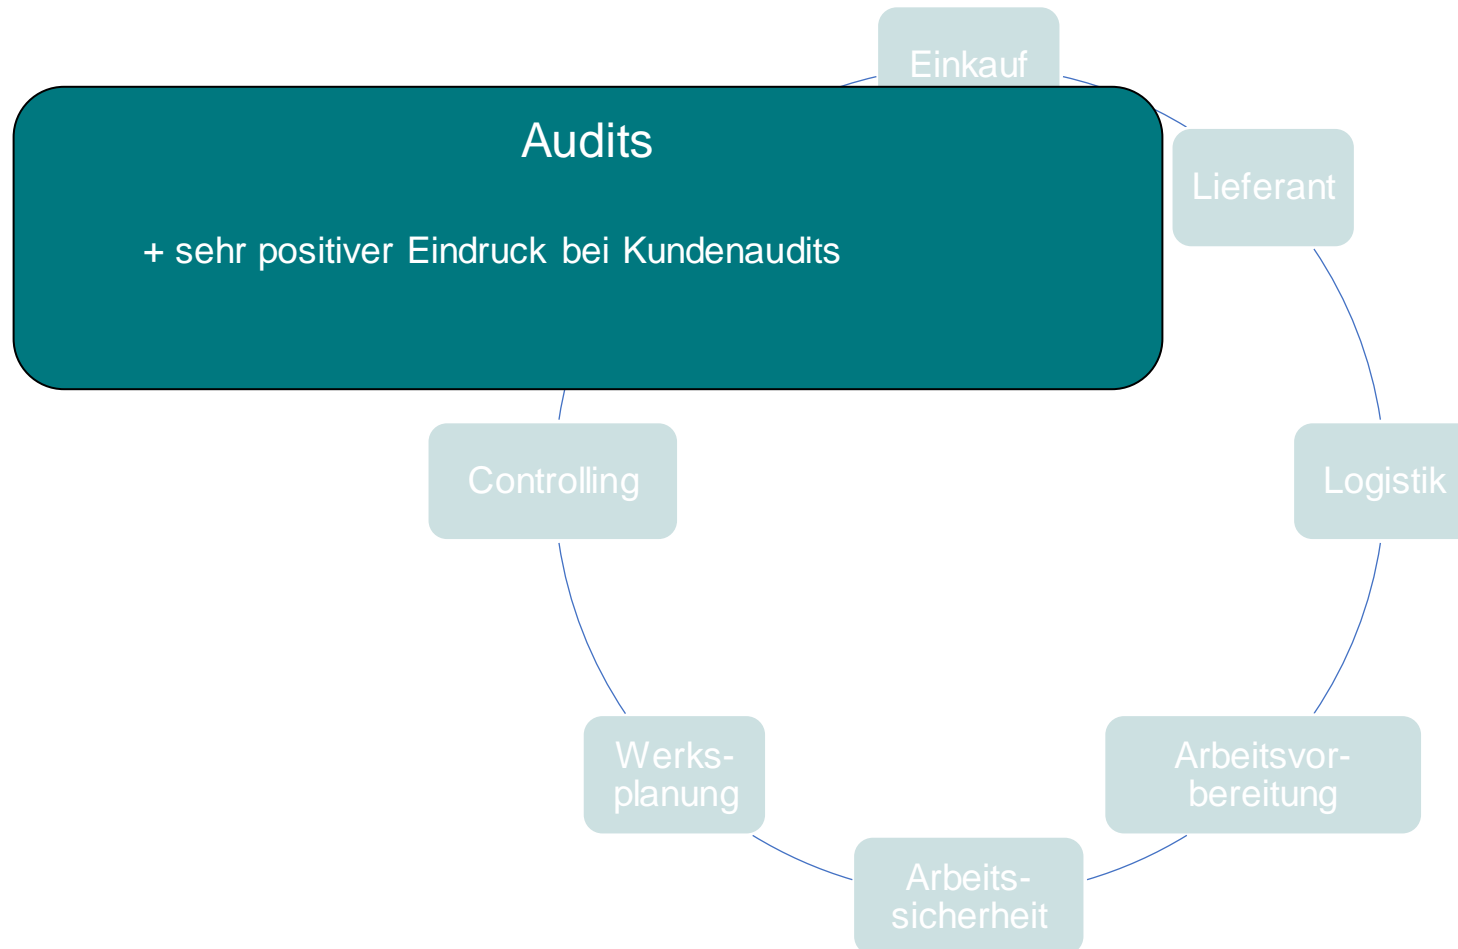 Einkauf
Audits
+ sehr positiver Eindruck bei Kundenaudits
Lieferant
Controlling
Logistik
Werks-
planung
Arbeitsvor-
bereitung
Arbeits-
sicherheit